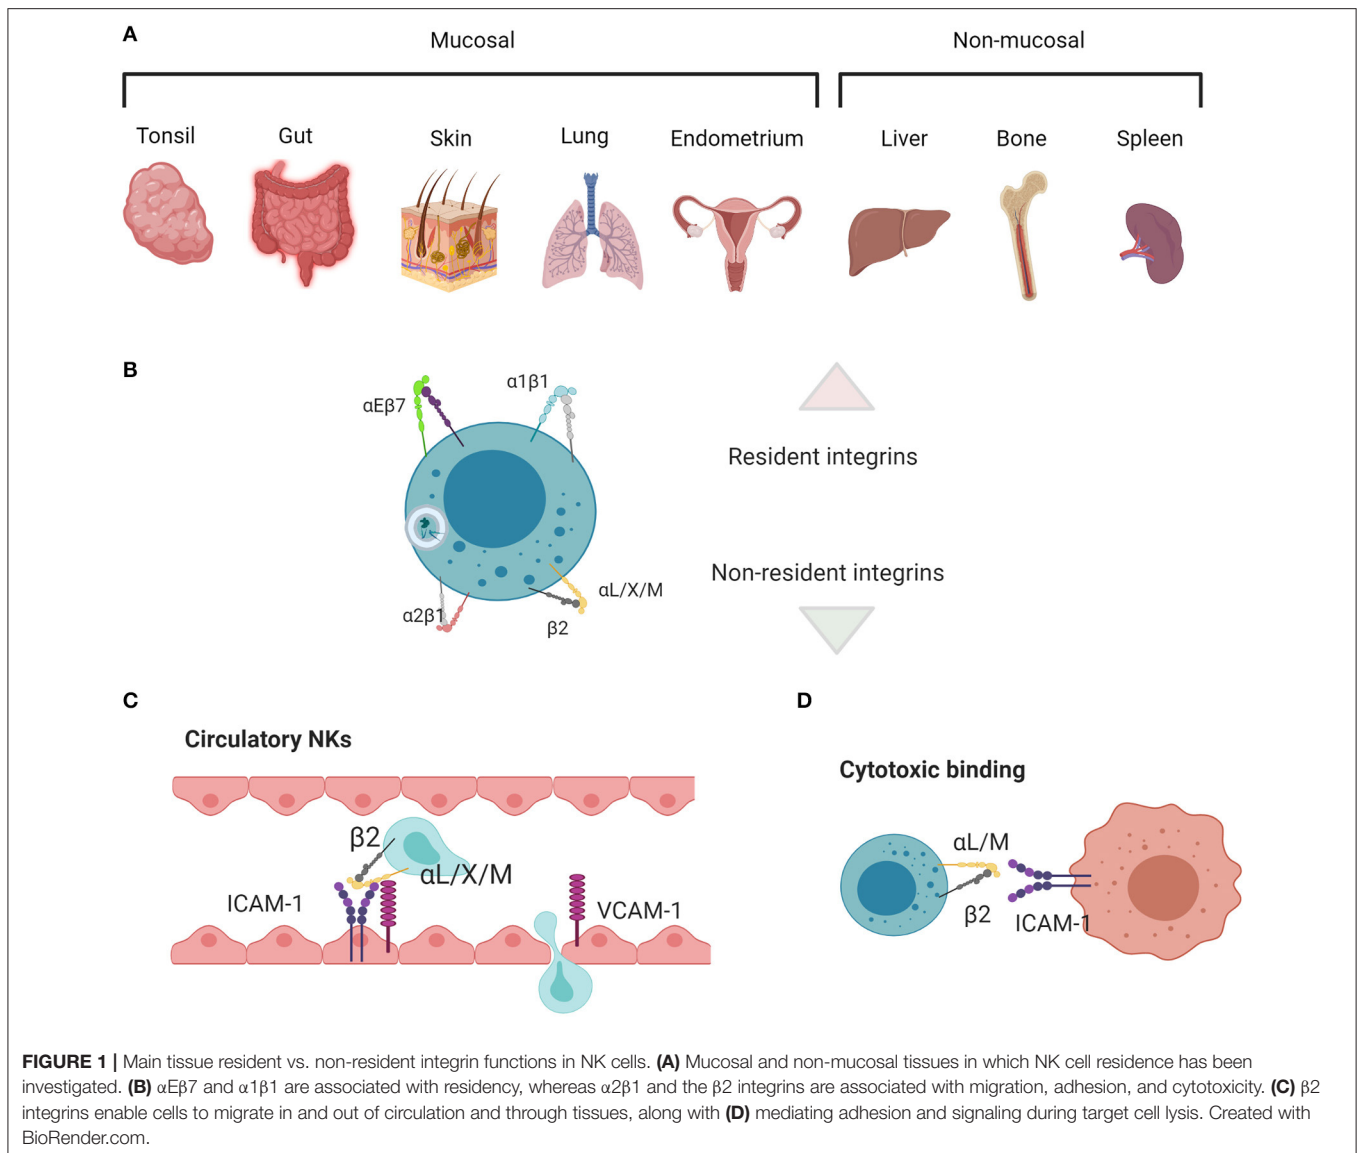 A
Mucosal
Non-mucosal
Tonsil
Gut
Skin
Lung
Endometrium
Liver
Bone
Spleen
B
αEβ7
α1β1
Resident integrins
Non-resident integrins
α2β1
αL/X/M
β2
C
Circulatory NKs
β2
αL/X/M
ICAM-1
VCAM-1
D
Cytotoxic binding
αL/M
β2
ICAM-1
FIGURE 1 | Main tissue resident vs. non-resident integrin functions in NK cells. (A) Mucosal and non-mucosal tissues in which NK cell residence has been
investigated. (B) αEβ7 and α1β1 are associated with residency, whereas α2β1 and the β2 integrins are associated with migration, adhesion, and cytotoxicity. (C) β2
integrins enable cells to migrate in and out of circulation and through tissues, along with (D) mediating adhesion and signaling during target cell lysis. Created with
BioRender.com.